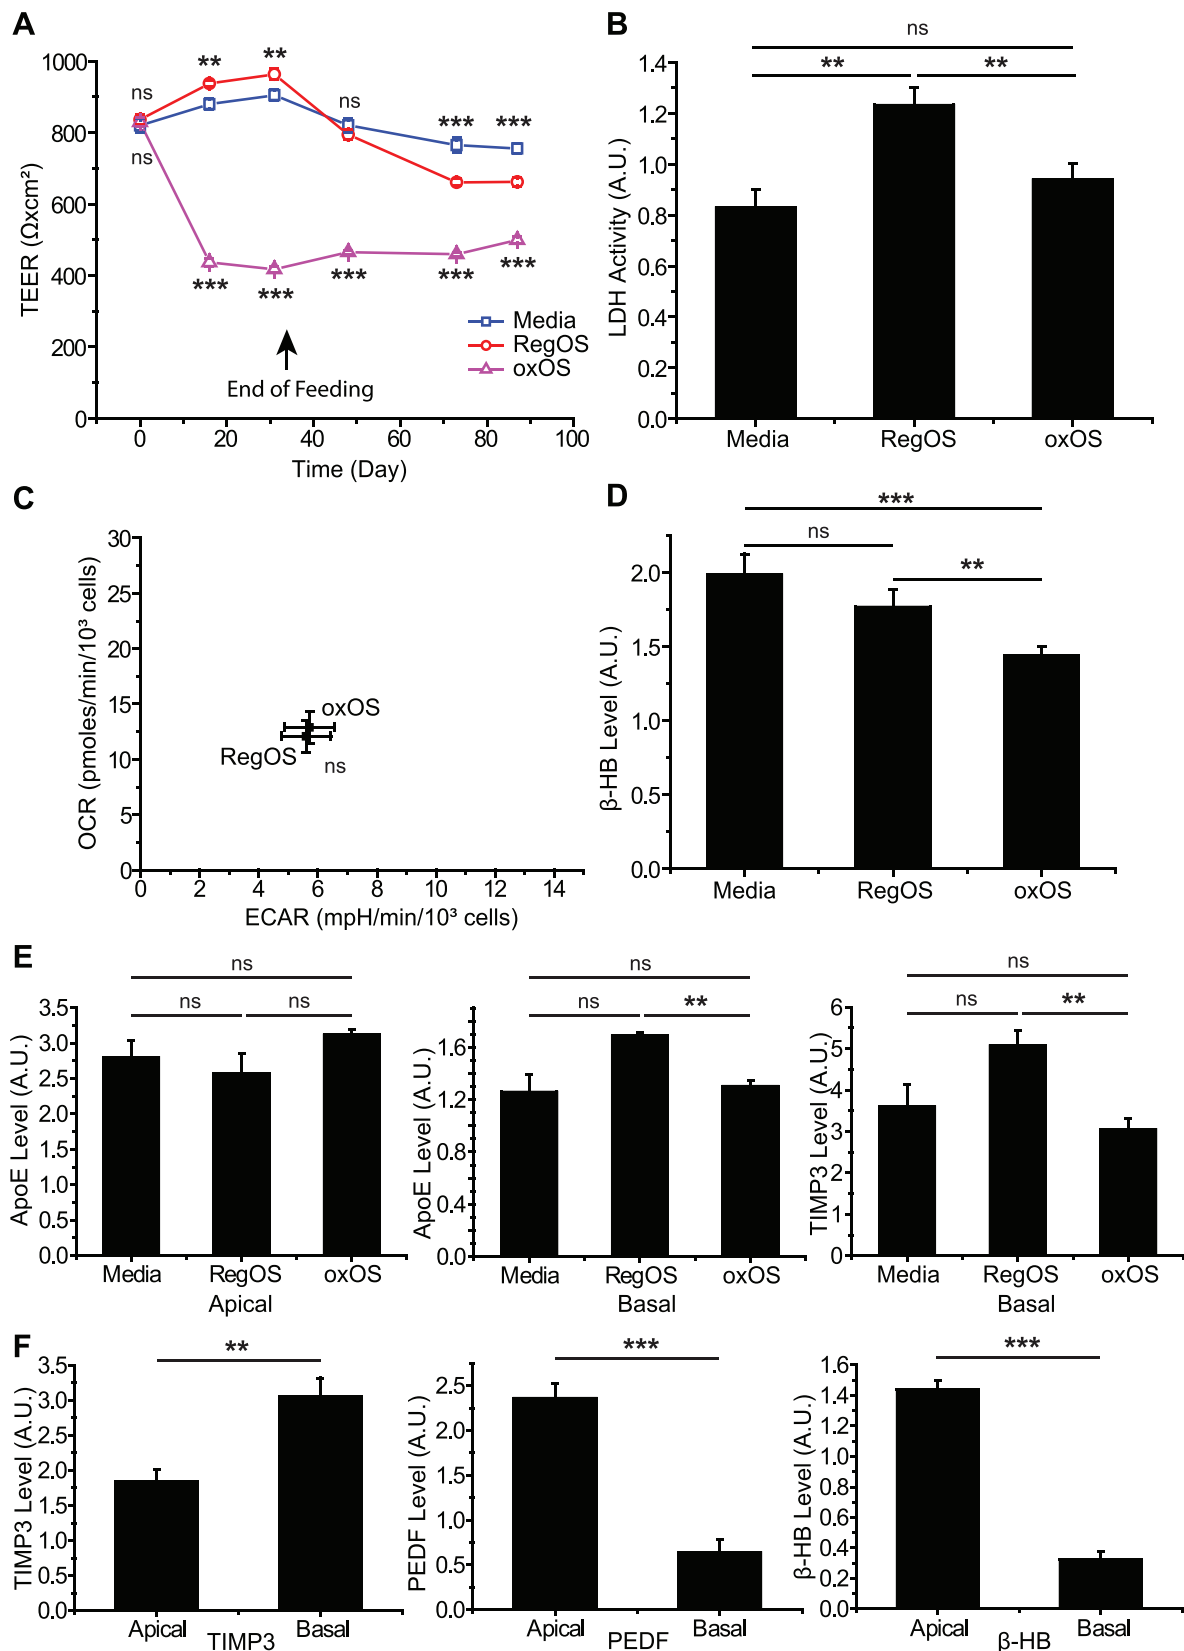 A
TEER (Ωxcm²)
1000
800
600
400
200
0
ns
**
**
ns
***
***
ns
***
***
***
***
***
Media
RegOS
oxOS
End of Feeding
0 20 40 60 80 100
Time (Day)
B
LDH Activity (A.U.)
1.4
1.2
1.0
0.8
0.6
0.4
0.2
0.0
ns
** **
Media RegOS oxOS
C
OCR (pmoles/min/10³ cells)
30
25
20
15
10
5
0
oxOS
RegOS
ns
0 2 4 6 8 10 12 14
ECAR (mpH/min/10³ cells)
D
β-HB Level (A.U.)
2.0
1.5
1.0
0.5
0.0
***
ns
**
Media RegOS oxOS
E
ApoE Level (A.U.)
3.5
3.0
2.5
2.0
1.5
1.0
0.5
0.0
ns
ns ns
Media RegOS oxOS
Apical
ApoE Level (A.U.)
1.6
1.2
0.8
0.4
0.0
ns
ns **
Media RegOS oxOS
Basal
TIMP3 Level (A.U.)
6
5
4
3
2
1
0
ns
ns **
Media RegOS oxOS
Basal
F
TIMP3 Level (A.U.)
3.5
3.0
2.5
2.0
1.5
1.0
0.5
0.0
**
Apical Basal
TIMP3
PEDF Level (A.U.)
2.5
2.0
1.5
1.0
0.5
0.0
***
Apical Basal
PEDF
β-HB Level (A.U.)
1.6
1.4
1.2
1.0
0.8
0.6
0.4
0.2
0.0
***
Apical Basal
β-HB